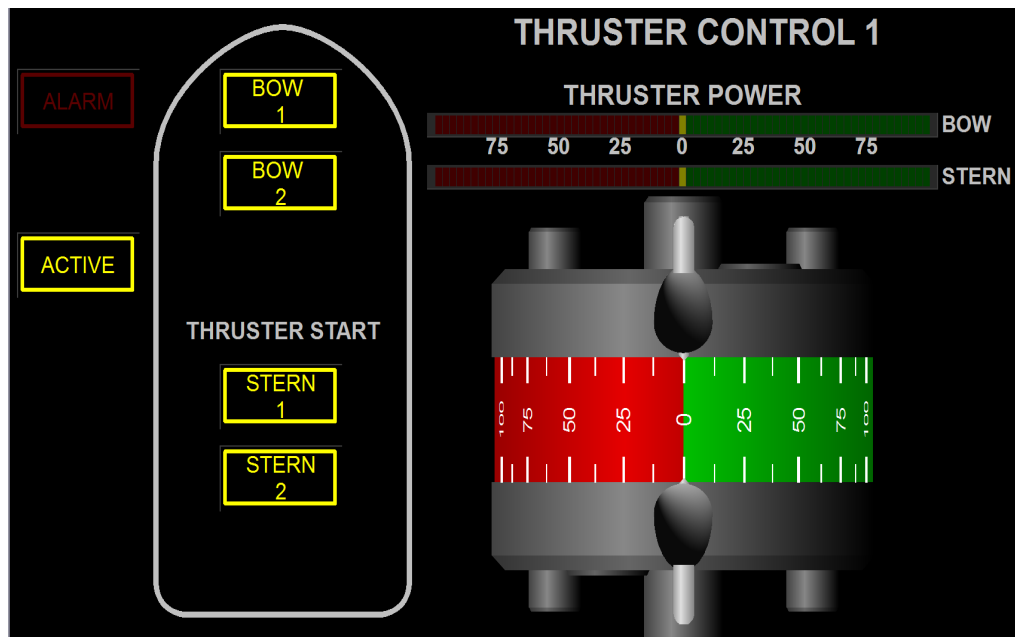 THRUSTER CONTROL 1
ALARM
BOW
1
BOW
2
ACTIVE
THRUSTER START
STERN
1
STERN
2
THRUSTER POWER
BOW
75 50 25 0 25 50 75
STERN
100 75 50 25 0 25 50 75 100